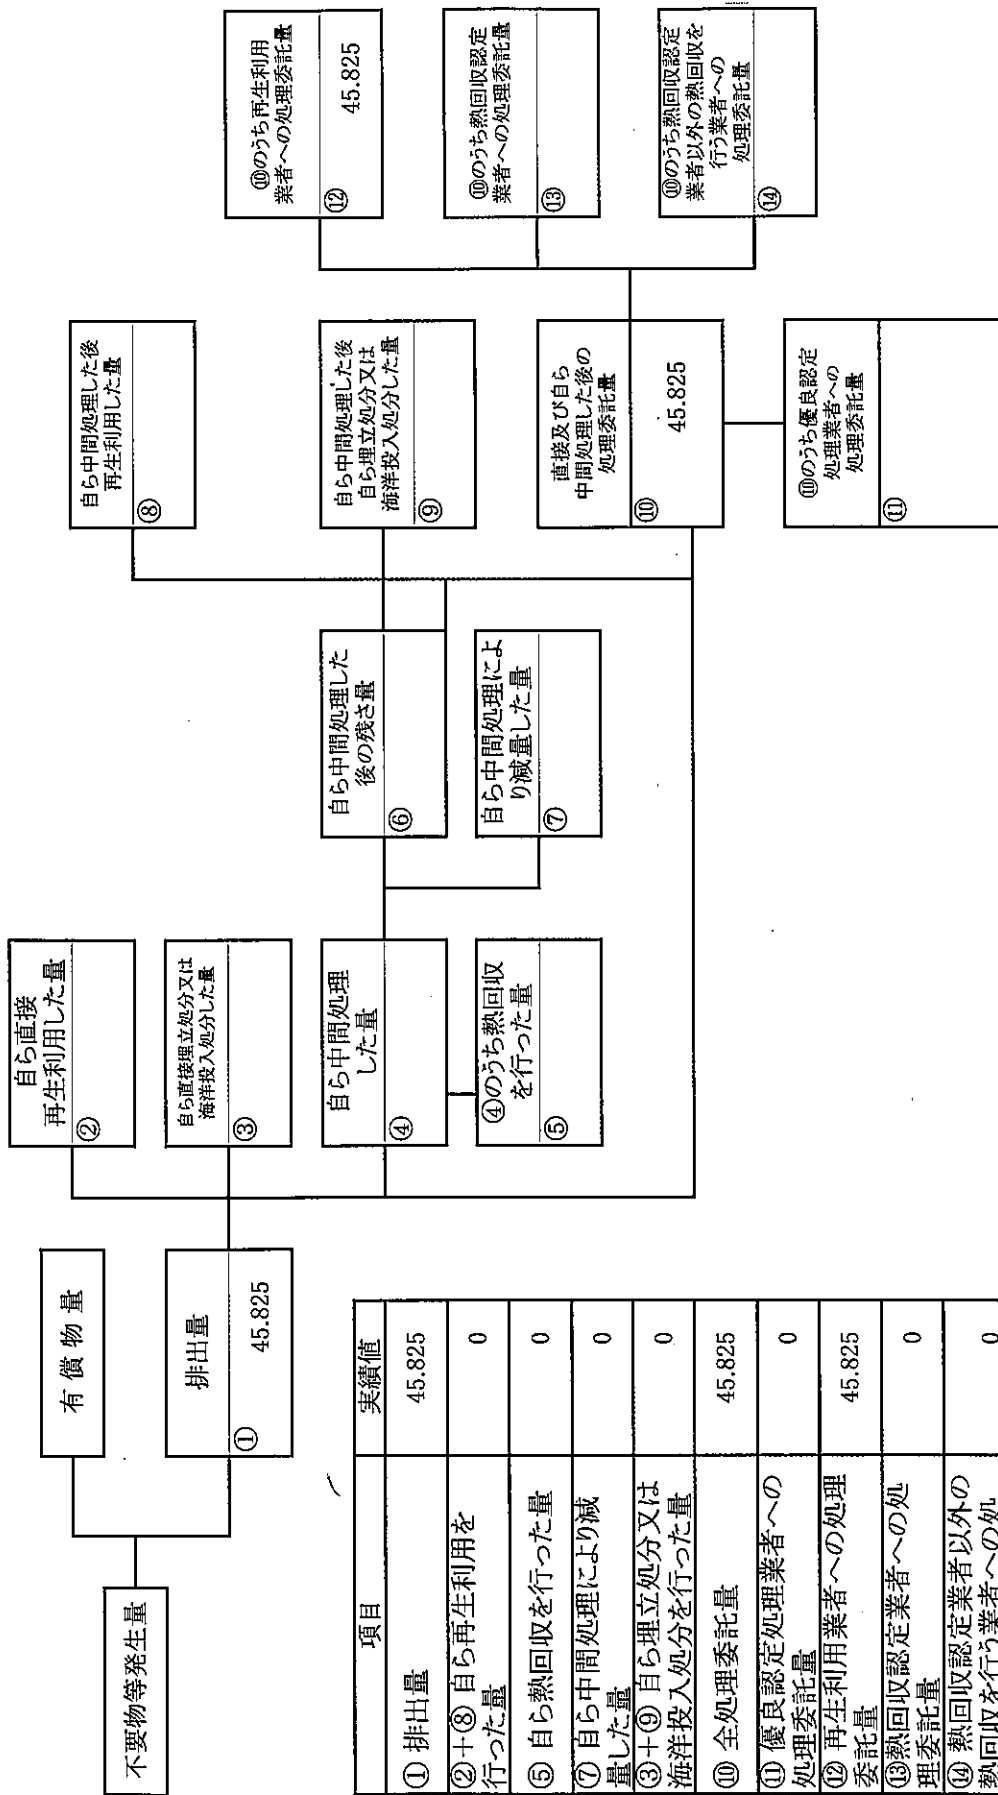 不要物等発生量
有償物量
排出量
① 45.825
自ら直接
再生利用した量
②
自ら直接埋立処分又は
海洋投入処分した量
③
自ら中間処理
した量
④
④のうち熱回収
を行った量
⑤
自ら中間処理した
後の残さ量
⑥
自ら中間処理によ
り減量した量
⑦
自ら中間処理した後
再生利用した量
⑧
自ら中間処理した後
自ら埋立処分又は
海洋投入処分した量
⑨
直接及び自ら
中間処理した後の
処理委託量
⑩ 45.825
⑩のうち優良認定
処理業者への
処理委託量
⑪
⑩のうち再生利用
業者への処理委託量
⑫ 45.825
⑩のうち熱回収認定
業者への処理委託量
⑬
⑩のうち熱回収認定
業者以外の熱回収を
行う業者への
処理委託量
⑭
項目 実績値
① 排出量 45.825
②+⑧ 自ら再生利用を
行った量 0
⑤ 自ら熱回収を行った量 0
⑦ 自ら中間処理により減
量した量 0
③+⑨ 自ら埋立処分又は
海洋投入処分を行った量 0
⑩ 全処理委託量 45.825
⑪ 優良認定処理業者への
処理委託量 0
⑫ 再生利用業者への処理
委託量 45.825
⑬熱回収認定業者への処
理委託量 0
⑭ 熱回収認定業者以外の
熱回収を行う業者への処 0